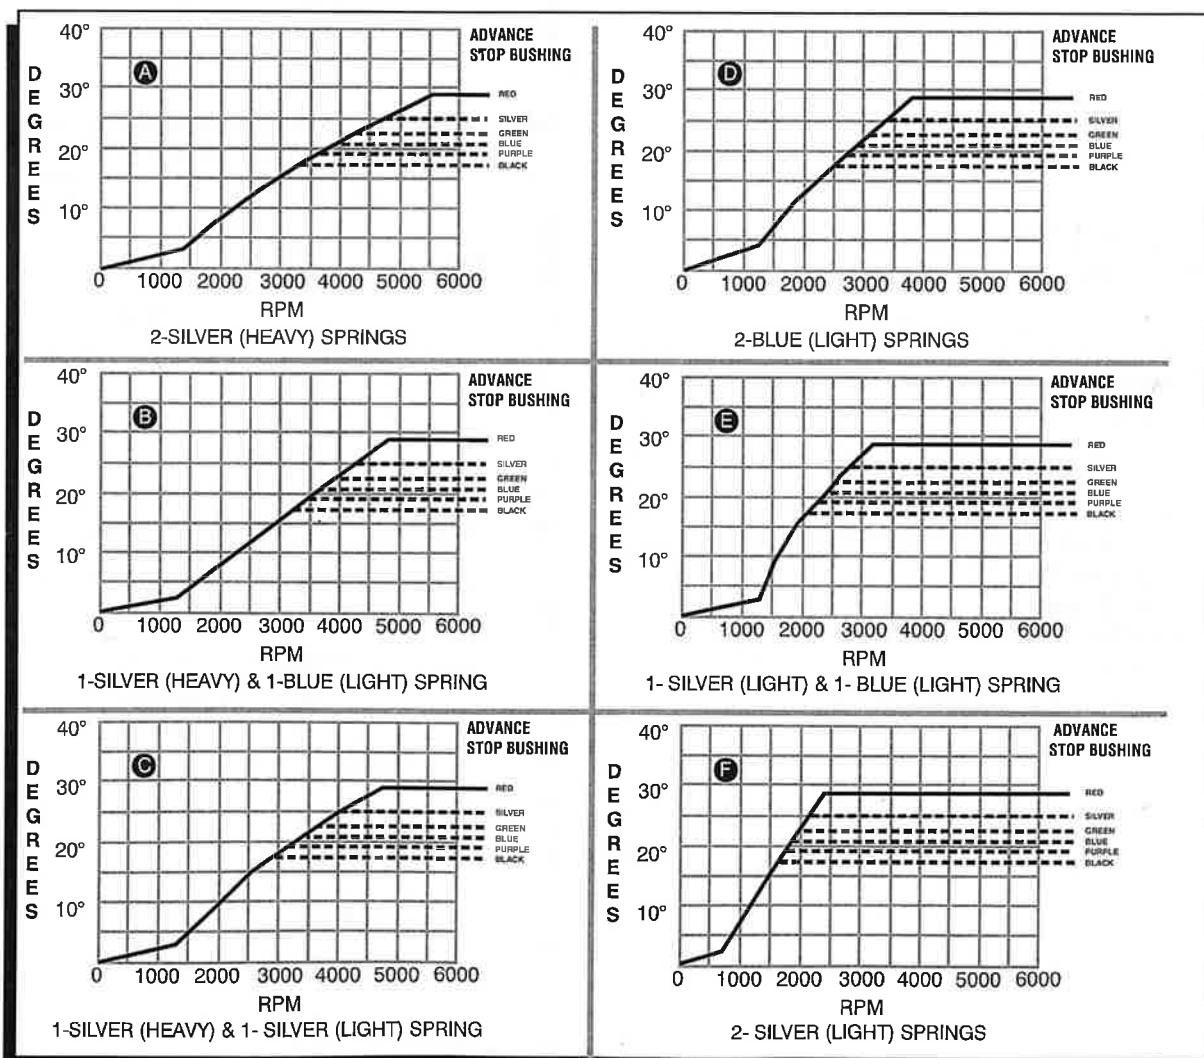 40°
30°
20°
10°
DEGREES
A
ADVANCE
STOP BUSHING
RED
SILVER
GREEN
BLUE
PURPLE
BLACK
0 1000 2000 3000 4000 5000 6000
RPM
2-SILVER (HEAVY) SPRINGS
40°
30°
20°
10°
DEGREES
D
ADVANCE
STOP BUSHING
RED
SILVER
GREEN
BLUE
PURPLE
BLACK
0 1000 2000 3000 4000 5000 6000
RPM
2-BLUE (LIGHT) SPRINGS
40°
30°
20°
10°
DEGREES
B
ADVANCE
STOP BUSHING
RED
SILVER
GREEN
BLUE
PURPLE
BLACK
0 1000 2000 3000 4000 5000 6000
RPM
1-SILVER (HEAVY) & 1-BLUE (LIGHT) SPRING
40°
30°
20°
10°
DEGREES
E
ADVANCE
STOP BUSHING
RED
SILVER
GREEN
BLUE
PURPLE
BLACK
0 1000 2000 3000 4000 5000 6000
RPM
1- SILVER (LIGHT) & 1- BLUE (LIGHT) SPRING
40°
30°
20°
10°
DEGREES
C
ADVANCE
STOP BUSHING
RED
SILVER
GREEN
BLUE
PURPLE
BLACK
0 1000 2000 3000 4000 5000 6000
RPM
1-SILVER (HEAVY) & 1- SILVER (LIGHT) SPRING
40°
30°
20°
10°
DEGREES
F
ADVANCE
STOP BUSHING
RED
SILVER
GREEN
BLUE
PURPLE
BLACK
0 1000 2000 3000 4000 5000 6000
RPM
2- SILVER (LIGHT) SPRINGS